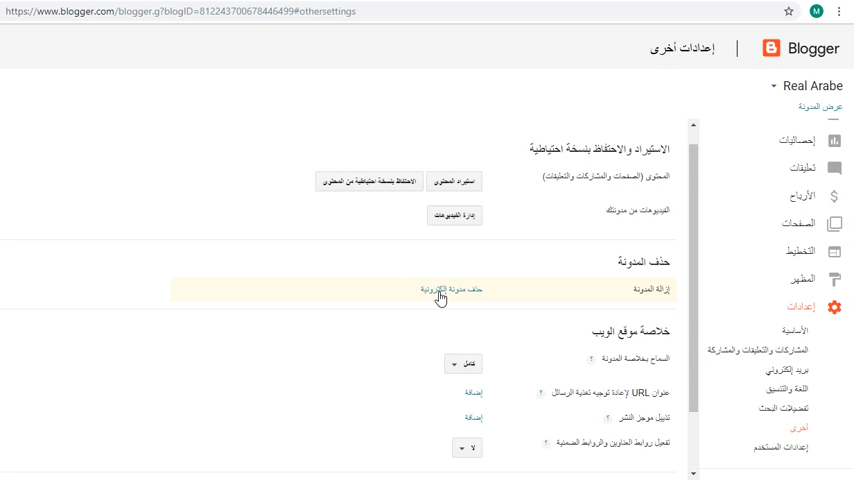 https://www.blogger.com/blogger.g?blogID=812243700678446499#othersettings
M
Blogger
إعدادات أخرى
Real Arabe
عرض المدونة
إحصائيات
تعليقات
الأرباح
الصفحات
التخطيط
المظهر
إعدادات
الأساسية
المشاركات والتعليقات والمشاركة
بريد إلكتروني
اللغة والتنسيق
تفضيلات البحث
أخرى
إعدادات المستخدم
الاستيراد والاحتفاظ بنسخة احتياطية
المحتوى (الصفحات والمشاركات والتعليقات)
استيراد المحتوى
الاحتفاظ بنسخة احتياطية من المحتوى
الفيديوهات من مدونتك
إدارة الفيديوهات
حذف المدونة
إزالة المدونة
حذف مدونة إلكترونية
خلاصة موقع الويب
السماح بخلاصة المدونة ؟
كامل
عنوان URL لإعادة توجيه تغذية الرسائل ؟
إضافة
تذييل موجز النشر ؟
إضافة
تفعيل روابط العناوين والروابط الضمنية ؟
لا